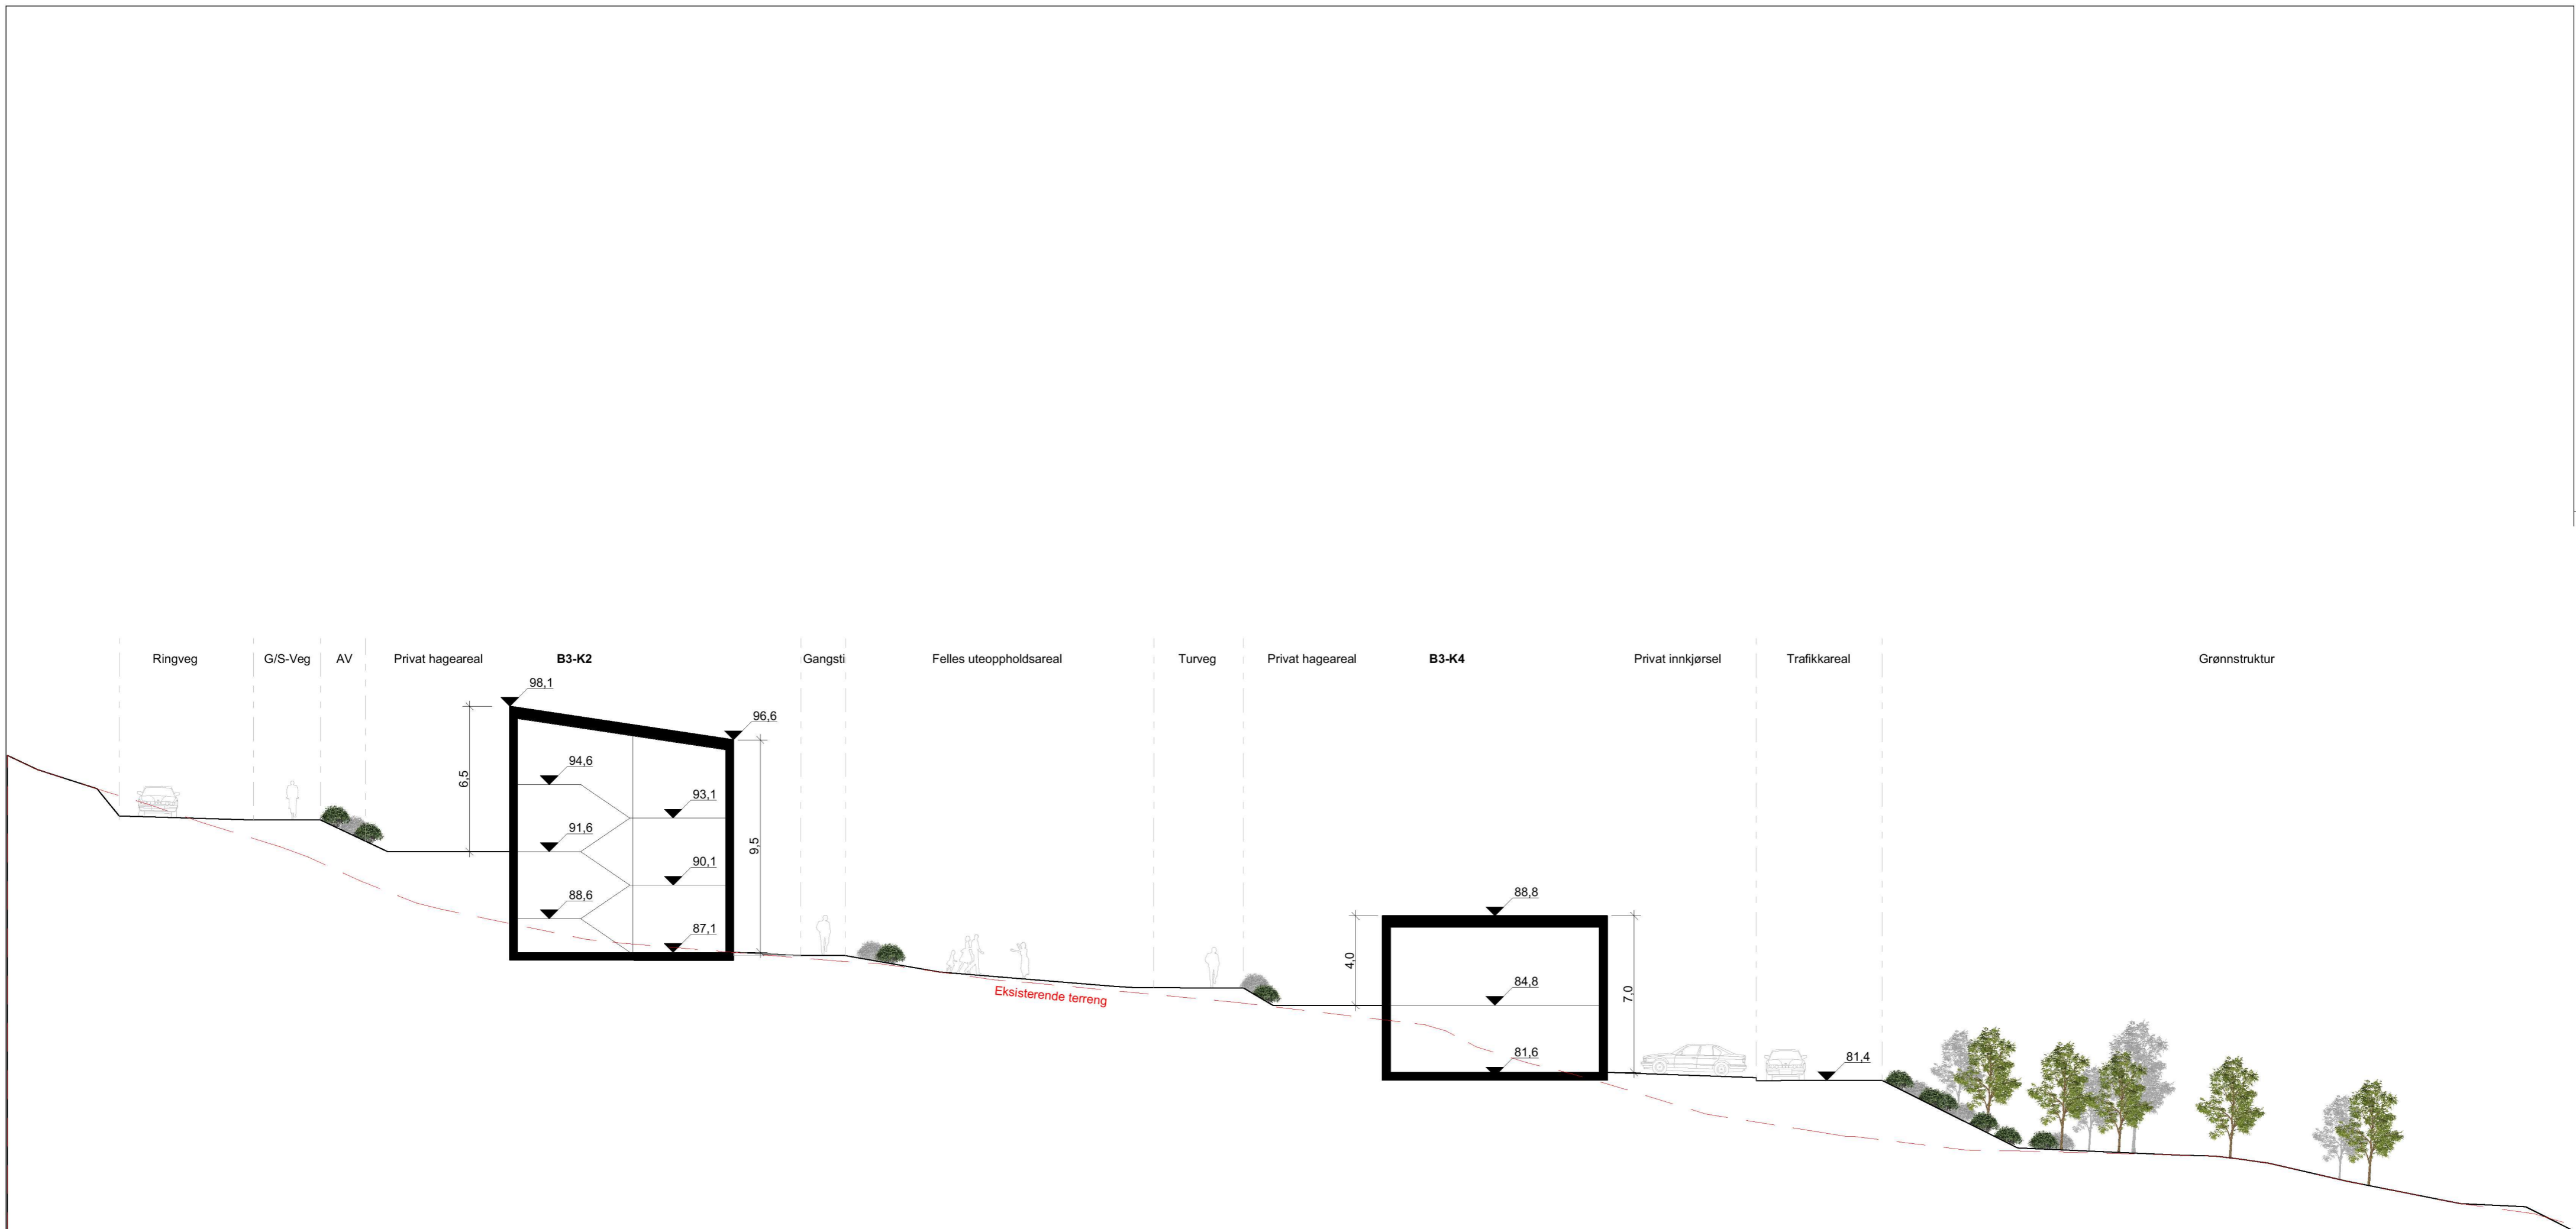 Ringveg
G/S-Veg
AV
Privat hageareal
B3-K2
Gangsti
Felles uteoppholdsareal
Turveg
Privat hageareal
B3-K4
Privat innkjørsel
Trafikkareal
Grønnstruktur
98,1
96,6
94,6
6,5
93,1
91,6
9,5
90,1
88,6
87,1
88,8
4,0
84,8
7,0
81,6
81,4
Eksisterende terreng